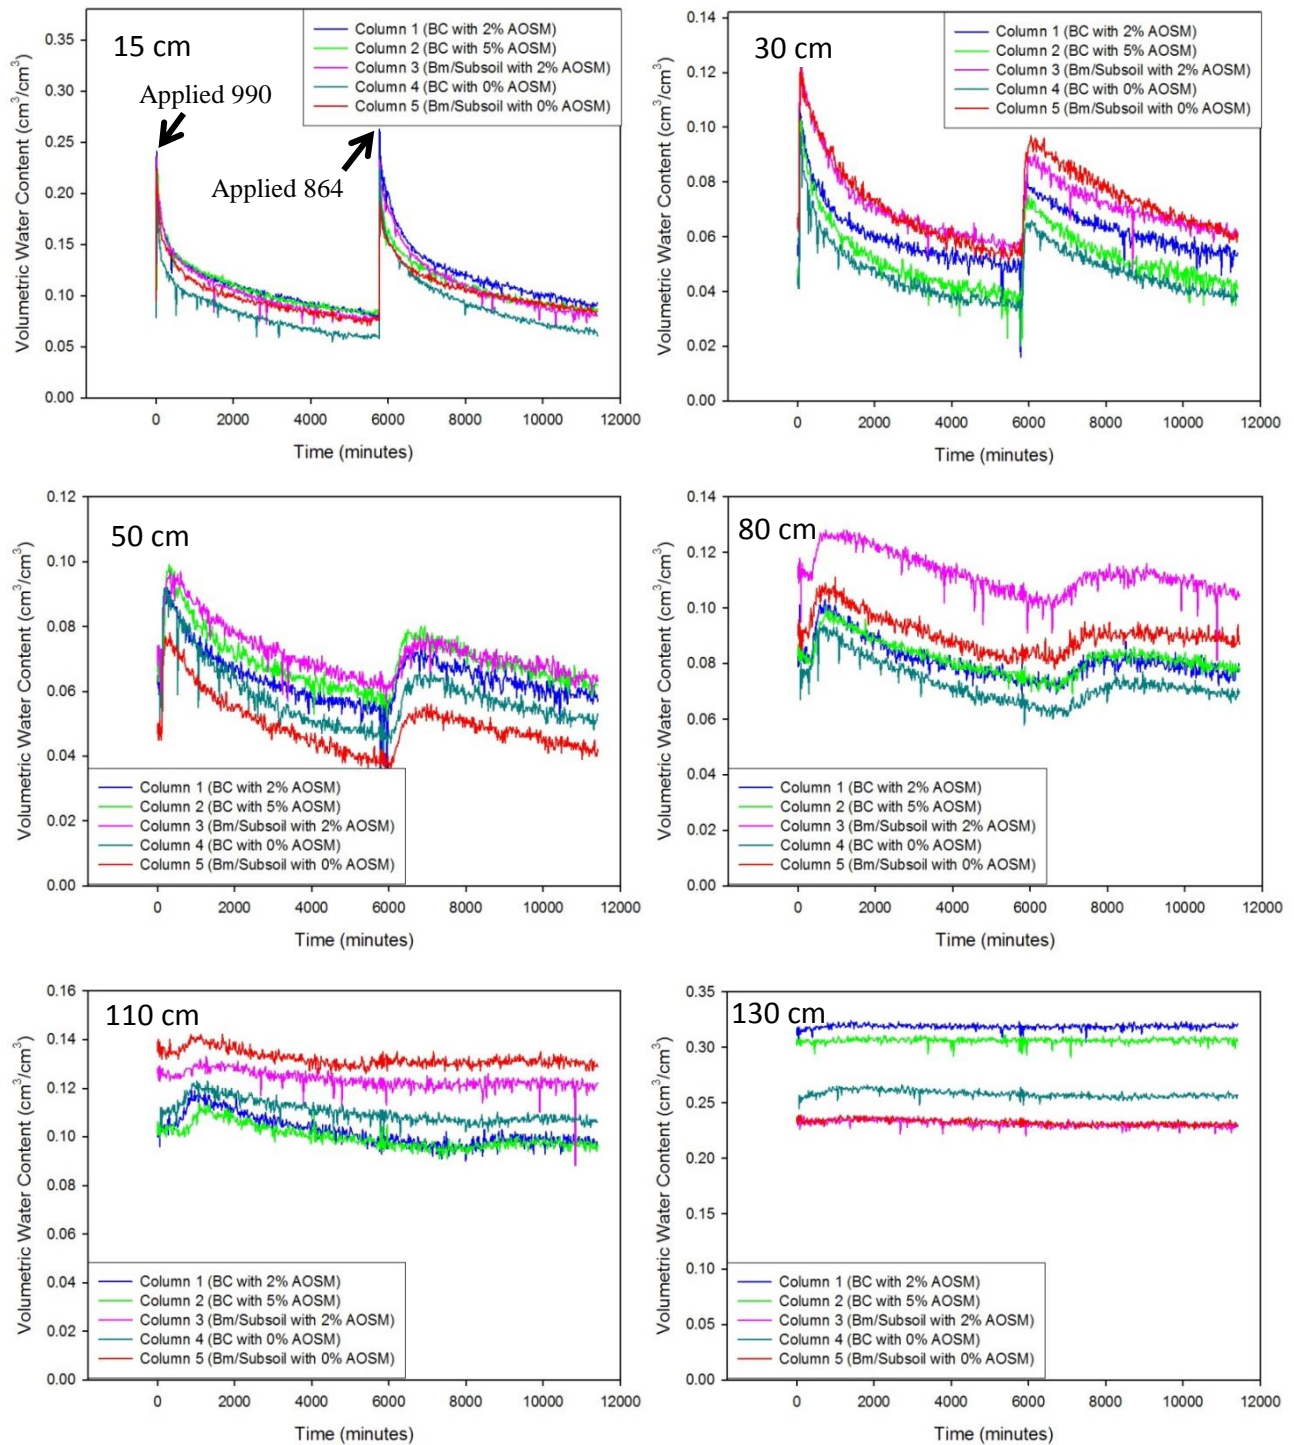 15 cm
Applied 990
Applied 864
Column 1 (BC with 2% AOSM)
Column 2 (BC with 5% AOSM)
Column 3 (Bm/Subsoil with 2% AOSM)
Column 4 (BC with 0% AOSM)
Column 5 (Bm/Subsoil with 0% AOSM)
Volumetric Water Content (cm³/cm³)
0.35
0.30
0.25
0.20
0.15
0.10
0.05
0.00
0 2000 4000 6000 8000 10000 12000
Time (minutes)
30 cm
Column 1 (BC with 2% AOSM)
Column 2 (BC with 5% AOSM)
Column 3 (Bm/Subsoil with 2% AOSM)
Column 4 (BC with 0% AOSM)
Column 5 (Bm/Subsoil with 0% AOSM)
Volumetric Water Content (cm³/cm³)
0.14
0.12
0.10
0.08
0.06
0.04
0.02
0.00
0 2000 4000 6000 8000 10000 12000
Time (minutes)
50 cm
Volumetric Water Content (cm³/cm³)
0.12
0.10
0.08
0.06
0.04
0.02
0.00
Column 1 (BC with 2% AOSM)
Column 2 (BC with 5% AOSM)
Column 3 (Bm/Subsoil with 2% AOSM)
Column 4 (BC with 0% AOSM)
Column 5 (Bm/Subsoil with 0% AOSM)
0 2000 4000 6000 8000 10000 12000
Time (minutes)
80 cm
Volumetric Water Content (cm³/cm³)
0.14
0.12
0.10
0.08
0.06
0.04
0.02
0.00
Column 1 (BC with 2% AOSM)
Column 2 (BC with 5% AOSM)
Column 3 (Bm/Subsoil with 2% AOSM)
Column 4 (BC with 0% AOSM)
Column 5 (Bm/Subsoil with 0% AOSM)
0 2000 4000 6000 8000 10000 12000
Time (minutes)
110 cm
Volumetric Water Content (cm³/cm³)
0.16
0.14
0.12
0.10
0.08
0.06
0.04
0.02
0.00
Column 1 (BC with 2% AOSM)
Column 2 (BC with 5% AOSM)
Column 3 (Bm/Subsoil with 2% AOSM)
Column 4 (BC with 0% AOSM)
Column 5 (Bm/Subsoil with 0% AOSM)
0 2000 4000 6000 8000 10000 12000
Time (minutes)
130 cm
Volumetric Water Content (cm³/cm³)
0.35
0.30
0.25
0.20
0.15
0.10
0.05
0.00
Column 1 (BC with 2% AOSM)
Column 2 (BC with 5% AOSM)
Column 3 (Bm/Subsoil with 2% AOSM)
Column 4 (BC with 0% AOSM)
Column 5 (Bm/Subsoil with 0% AOSM)
0 2000 4000 6000 8000 10000 12000
Time (minutes)